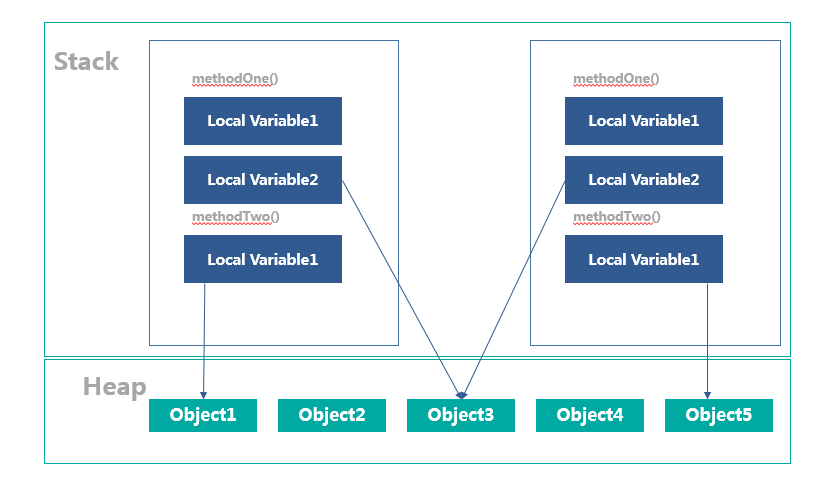 Stack
methodOne()
Local Variable1
Local Variable2
methodTwo()
Local Variable1
methodOne()
Local Variable1
Local Variable2
methodTwo()
Local Variable1
Heap
Object1
Object2
Object3
Object4
Object5